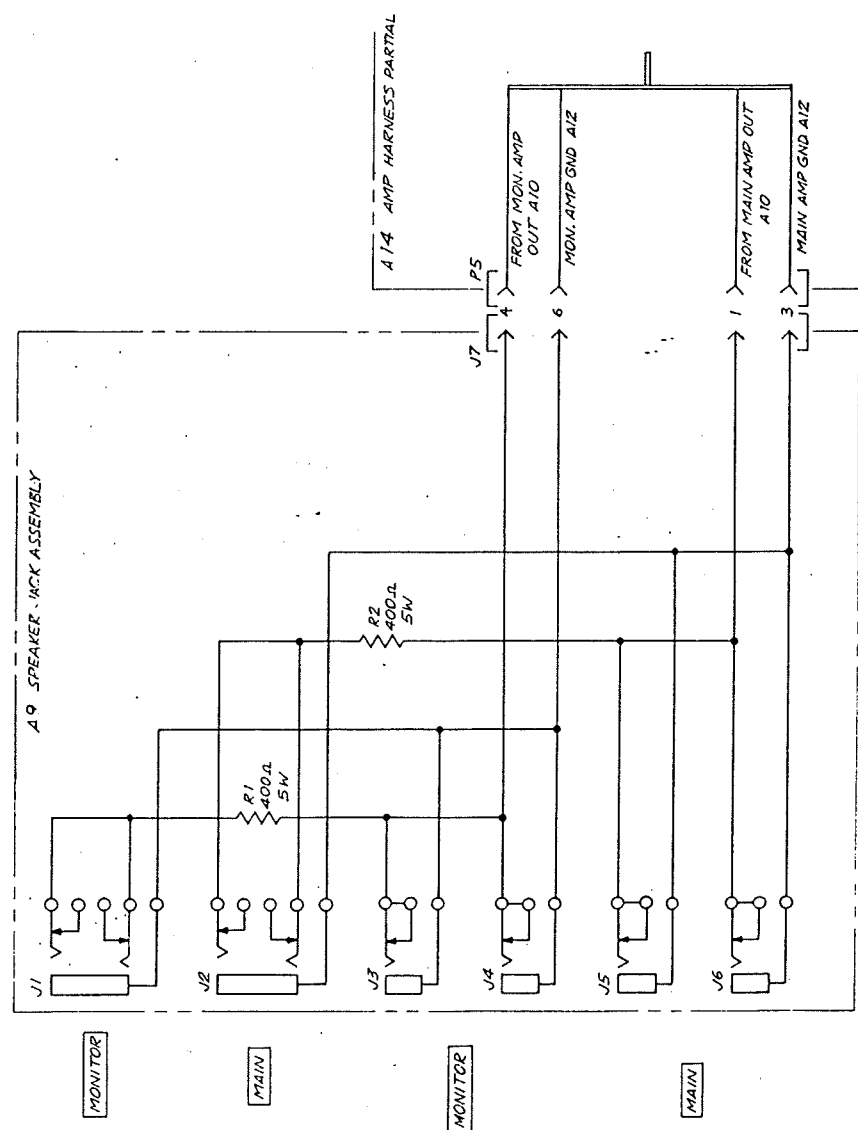 A14 AMP HARNESS PARTIAL
P5
J7
4
6
1
3
FROM MON. AMP
OUT A10
MON. AMP GND A12
FROM MAIN AMP OUT
A10
MAIN AMP GND A12
A9 SPEAKER JACK ASSEMBLY
R1
400Ω
5W
R2
400Ω
5W
J1
J2
J3
J4
J5
J6
MONITOR
MAIN
MONITOR
MAIN